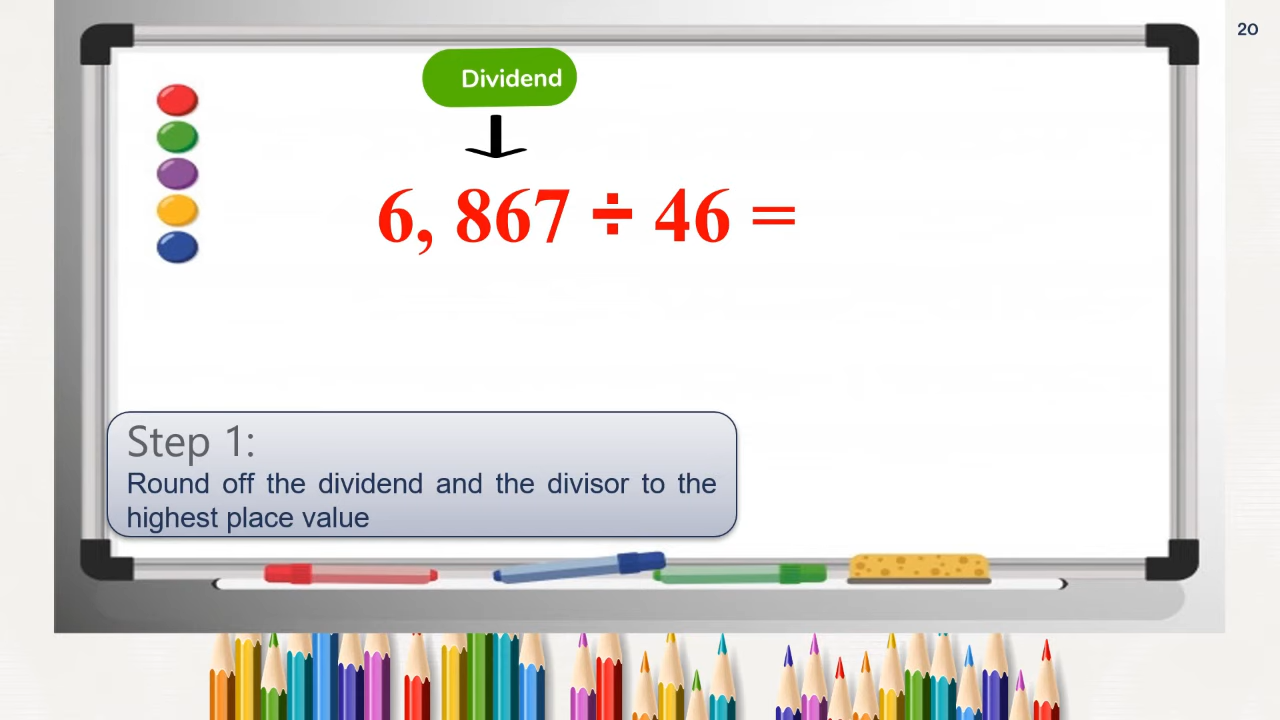 20
Dividend
6, 867 ÷ 46 =
Step 1:
Round off the dividend and the divisor to the
highest place value